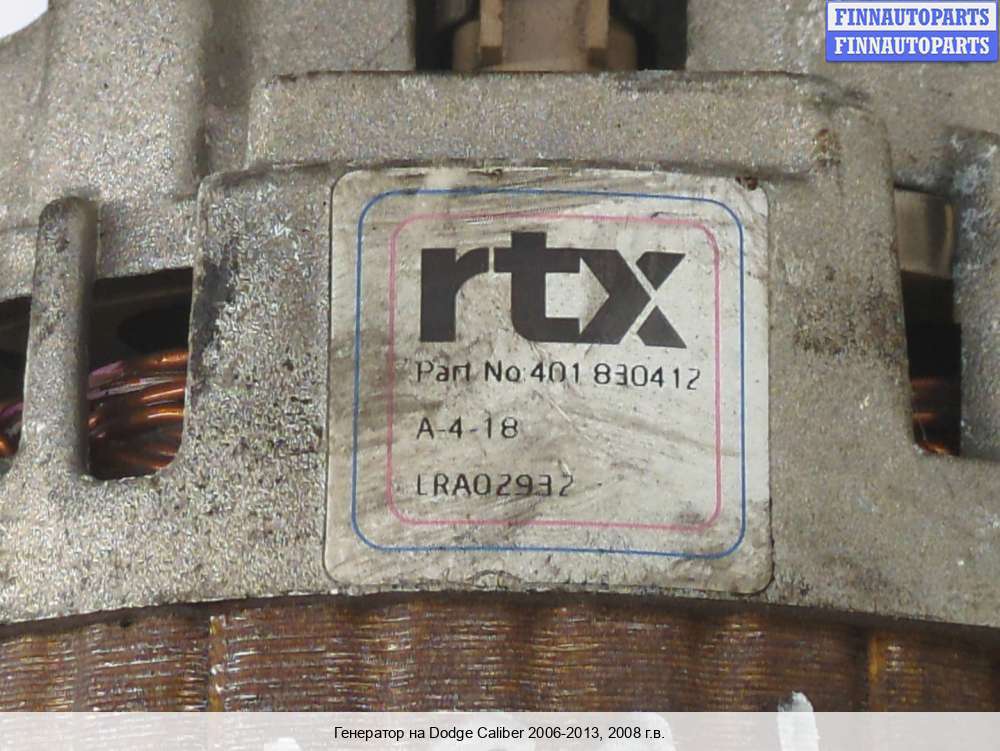 FINNAUTOPARTS
FINNAUTOPARTS
rtx
Part No 401 830412
A-4-18
LRA02932
Генератор на Dodge Caliber 2006-2013, 2008 г.в.